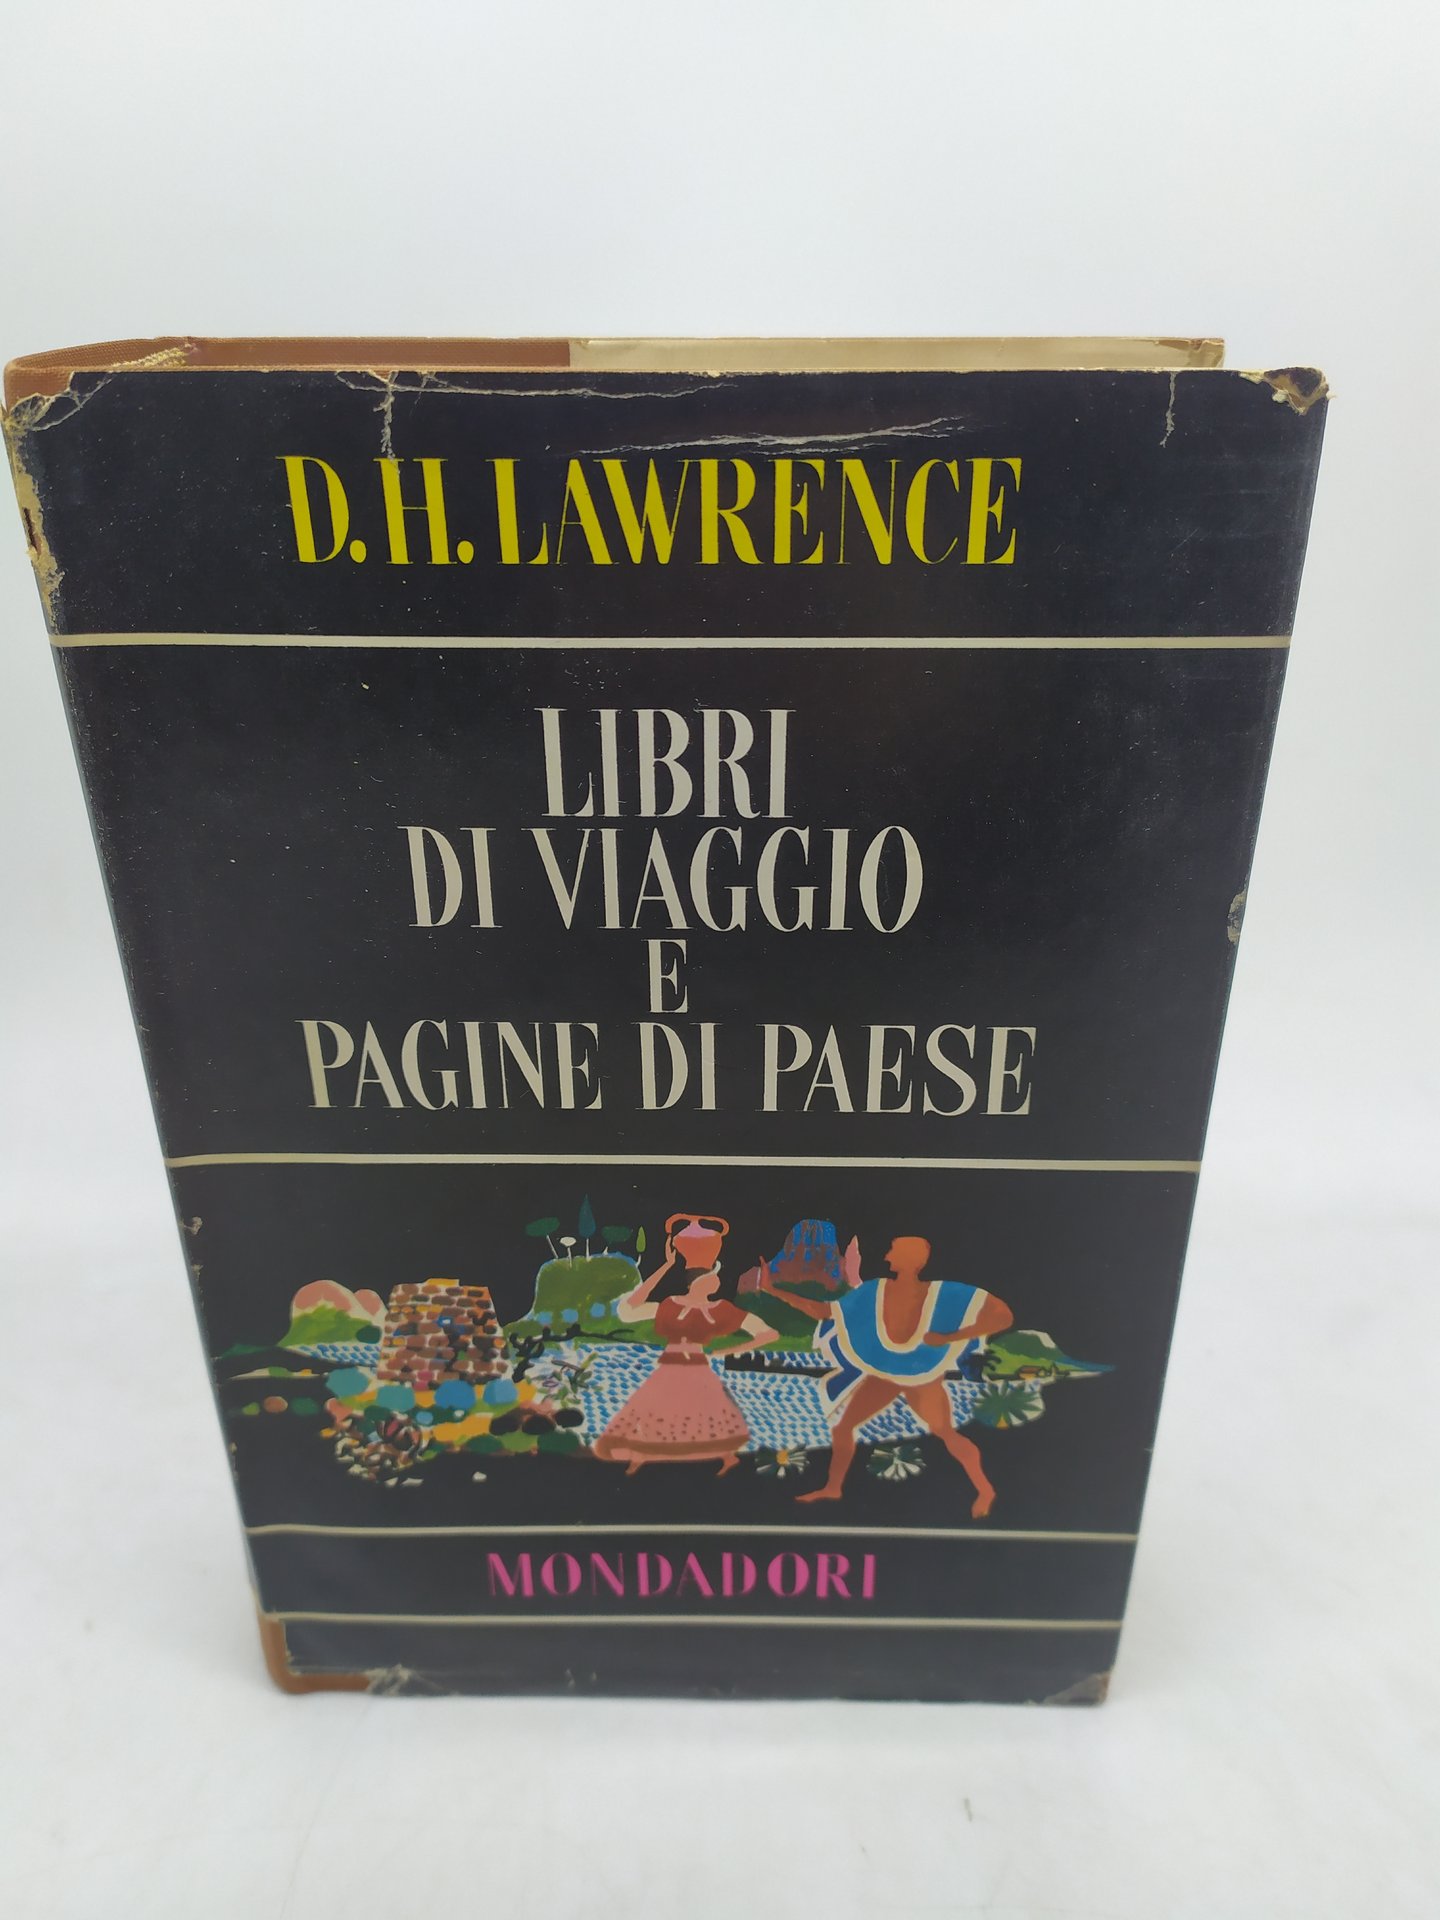 D.H. LAWRENCE
LIBRI
DI VIAGGIO
E
PAGINE DI PAESE
MONDADORI